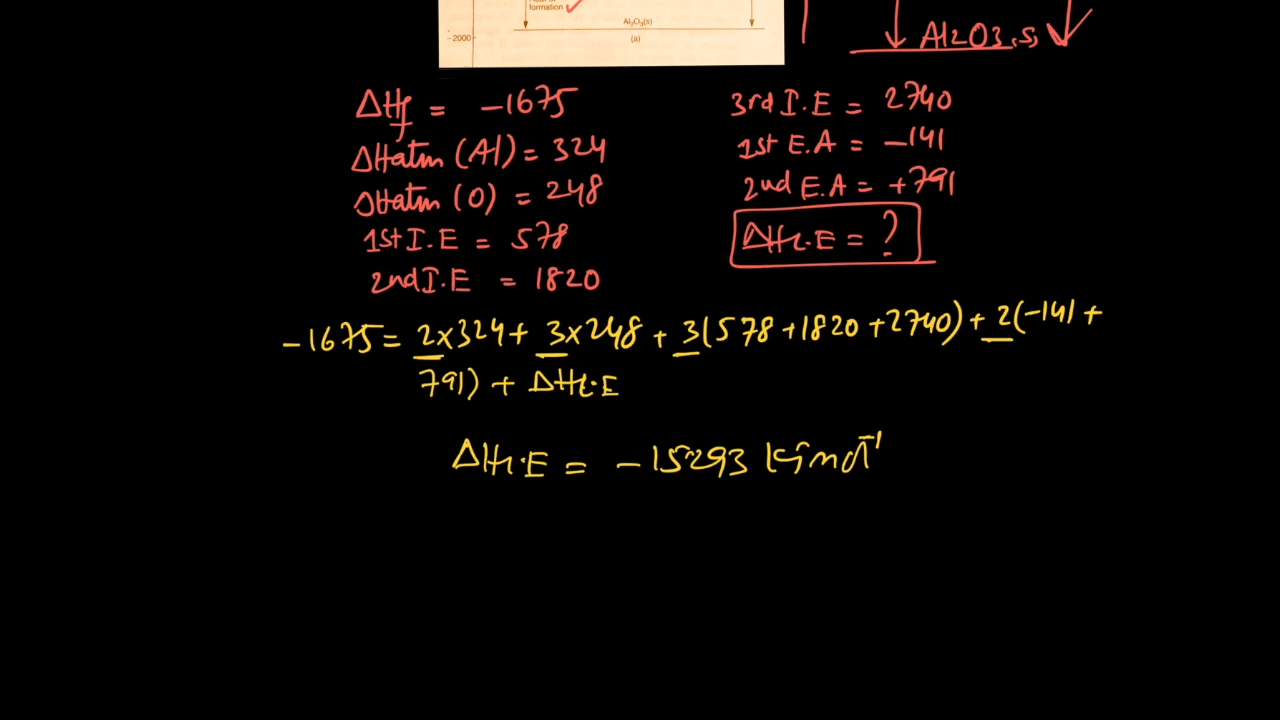 formation
Al₂O₃(s)
-2000
(a)
Al2O3(s)
ΔHf = -1675
ΔHatm (Al) = 324
ΔHatm (O) = 248
1st I.E = 578
2nd I.E = 1820
3rd I.E = 2740
1st E.A = -141
2nd E.A = +791
ΔHL.E = ?
-1675 = 2x324 + 3x248 + 3(578 +1820 +2740) + 2(-141 +
791) + ΔHL.E
ΔHL.E = -15293 kJmol⁻¹